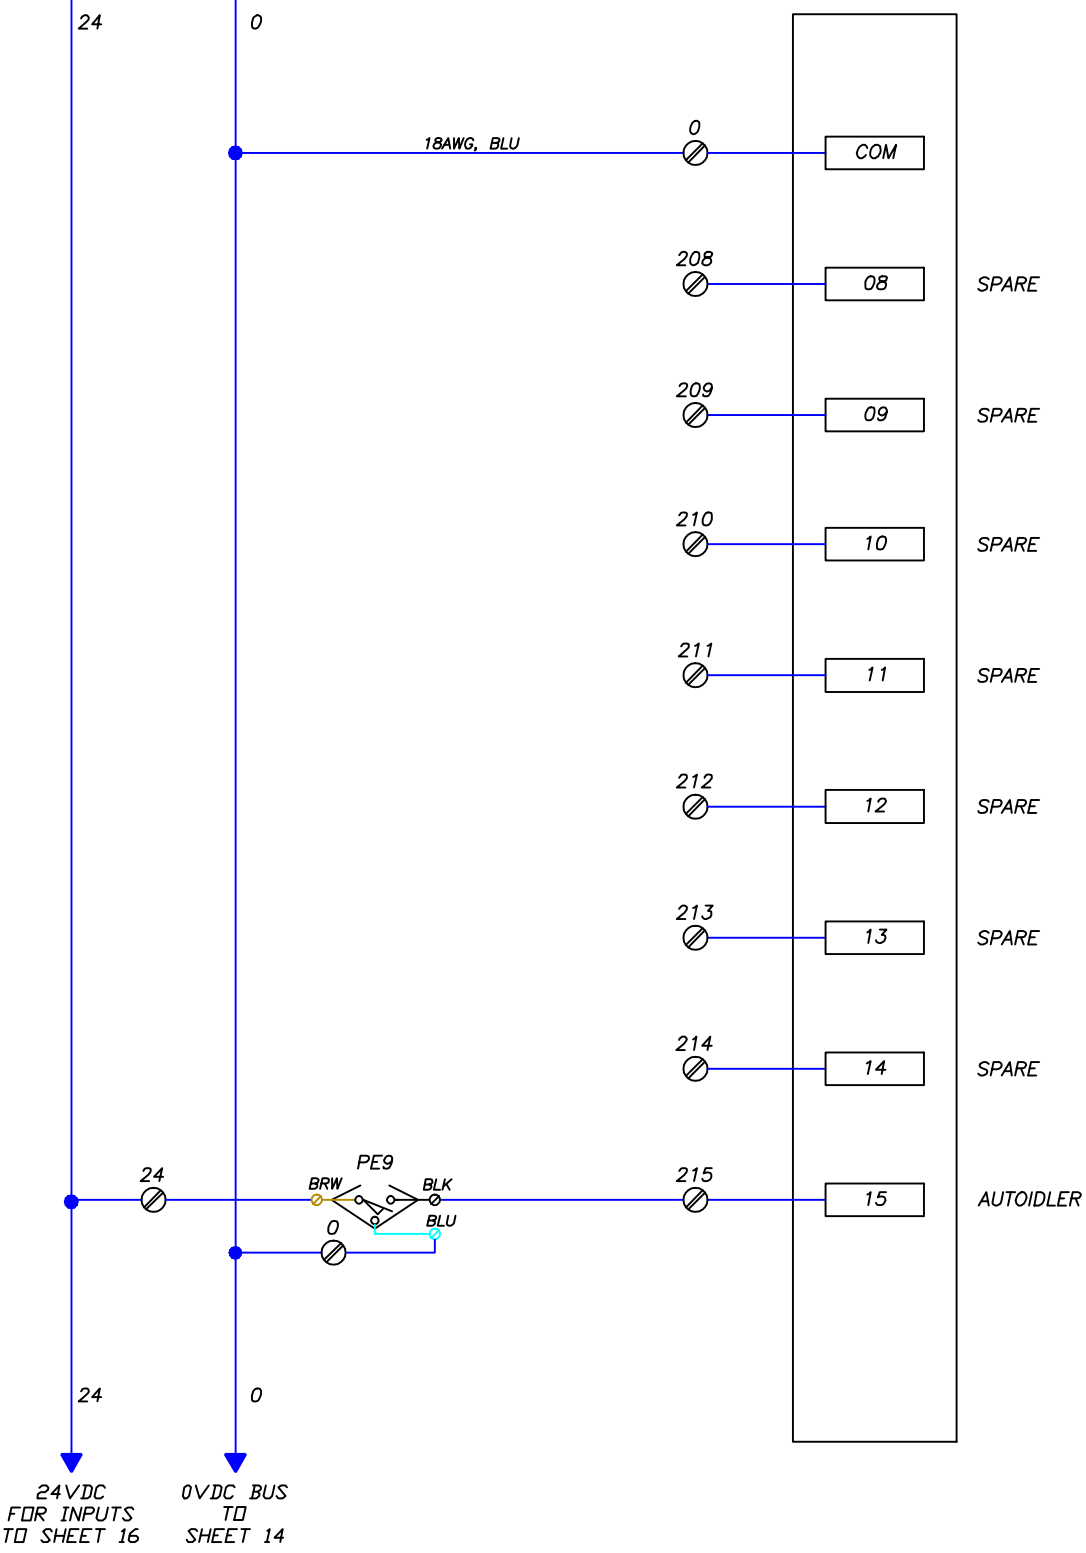 24 0
0
18AWG, BLU
COM
208
08 SPARE
209
09 SPARE
210
10 SPARE
211
11 SPARE
212
12 SPARE
213
13 SPARE
214
14 SPARE
24 PE9 215
BRW BLK
15 AUTOIDLER
0 BLU
24 0
24VDC
FOR INPUTS
TO SHEET 16
0VDC BUS
TO
SHEET 14